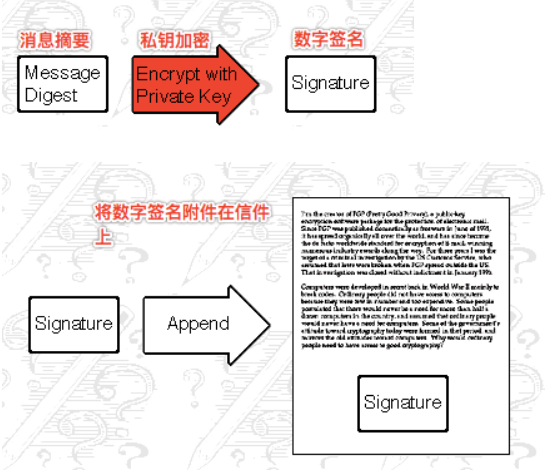 消息摘要
私钥加密
数字签名
Message
Digest
Encrypt with
Private Key
Signature
将数字签名附件在信件
上
I'm the creator of PGP (Pretty Good Privacy), a public-key
encryption software package for the protection of electronic mail.
Since PGP was published domestically as freeware in June of 1991,
it has spread organically all over the world, and has since become
the de facto worldwide standard for encryption of E-mail, winning
numerous industry awards along the way. For three years I was the
target of a criminal investigation by the US Customs Service, who
assumed that laws were broken when PGP spread outside the US.
That investigation was closed without indictment in January 1996.
Computers were developed in secret back in World War II mainly to
break codes. Ordinary people did not have access to computers
because they were few in number and too expensive. Some people
postulated that there would never be a need for more than half a
dozen computers in the country, and assumed that ordinary people
would never have a need for computers. Some of the government's
attitude toward cryptography today were formed in that period, and
mirrors the old attitudes toward computers. Why would ordinary
people need to have access to good cryptography?
Signature
Append
Signature